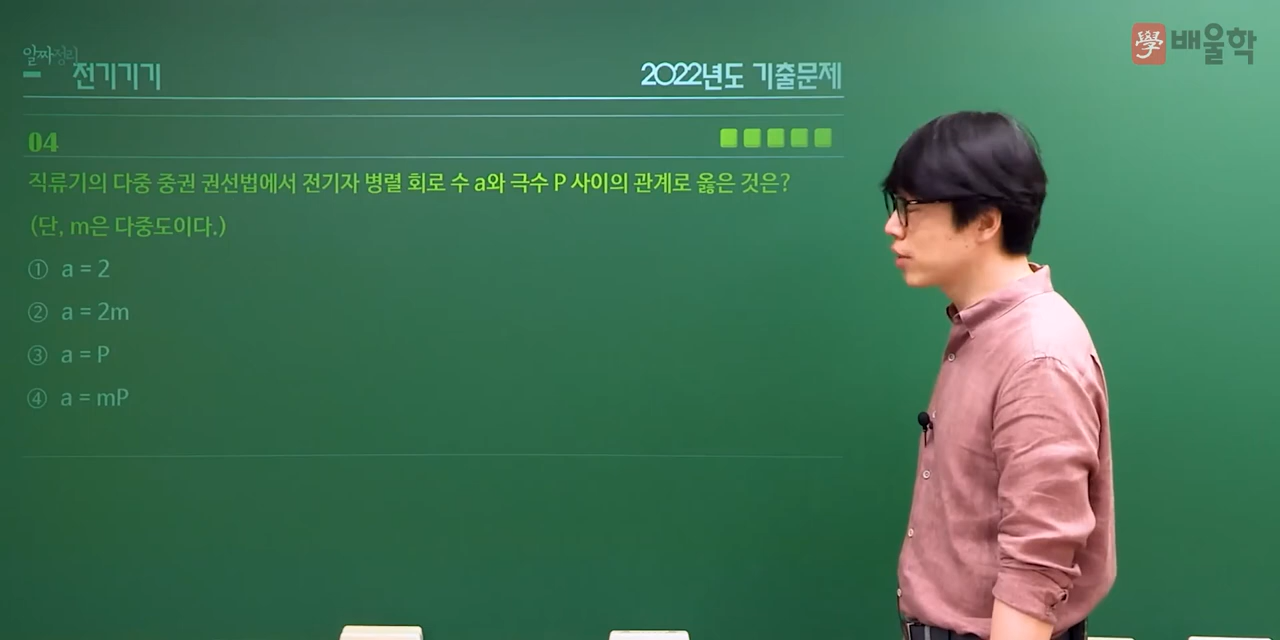 알짜정리
전기기기
2022년도 기출문제
學 배울학
04
직류기의 다중 중권 권선법에서 전기자 병렬 회로 수 a와 극수 P 사이의 관계로 옳은 것은?
(단, m은 다중도이다.)
① a = 2
② a = 2m
③ a = P
④ a = mP